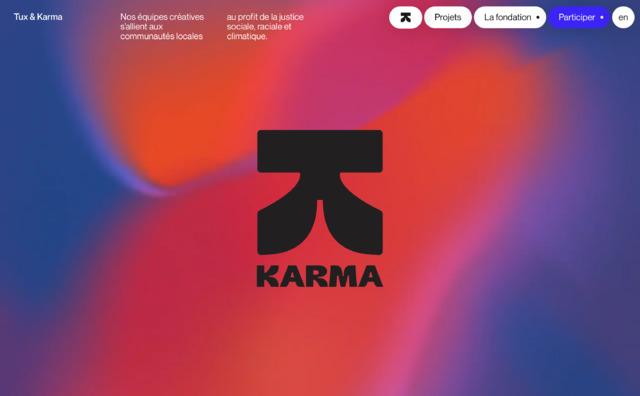 Tux & Karma
Nos équipes créatives
s'allient aux
communautés locales
au profit de la justice
sociale, raciale et
climatique.
Projets
La fondation
Participer
en
KARMA